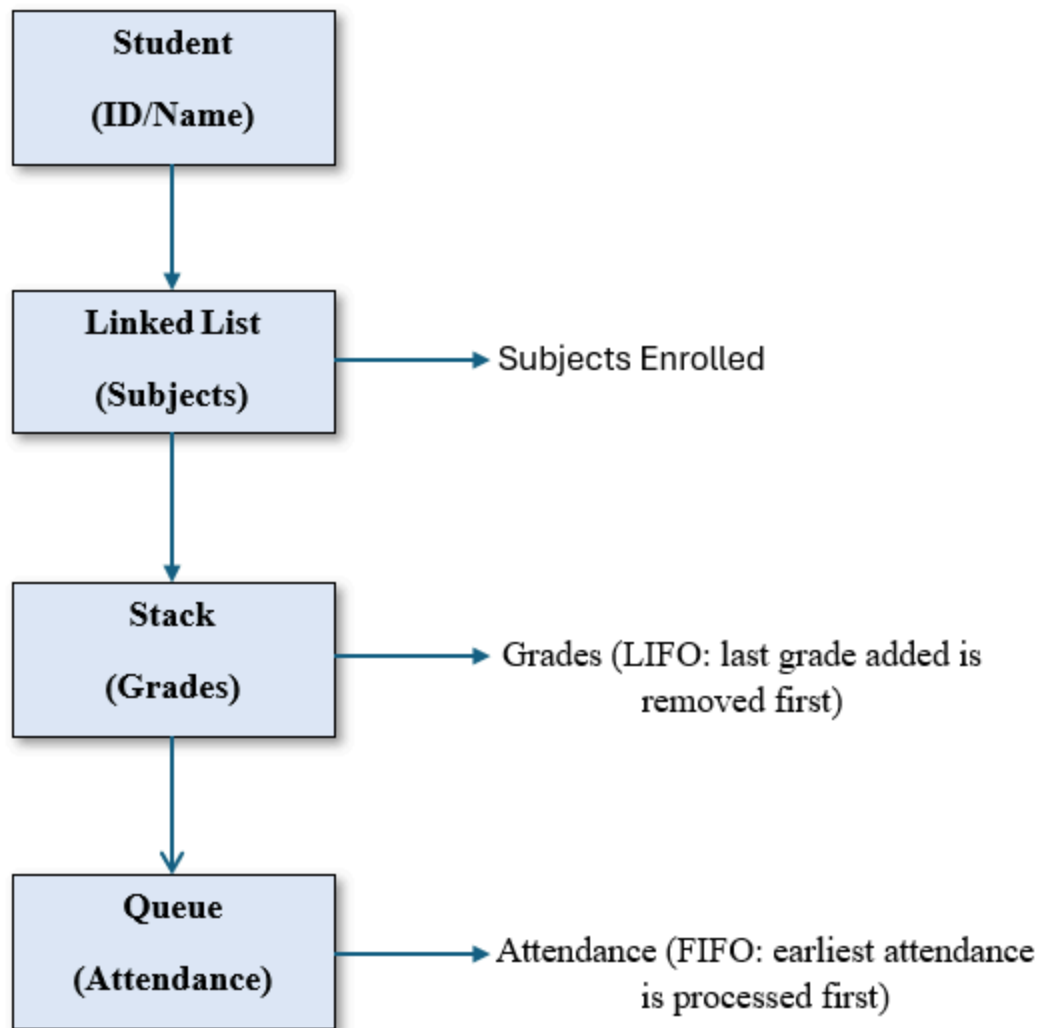 Student
(ID/Name)
Linked List
(Subjects)
Subjects Enrolled
Stack
(Grades)
Grades (LIFO: last grade added is
removed first)
Queue
(Attendance)
Attendance (FIFO: earliest attendance
is processed first)